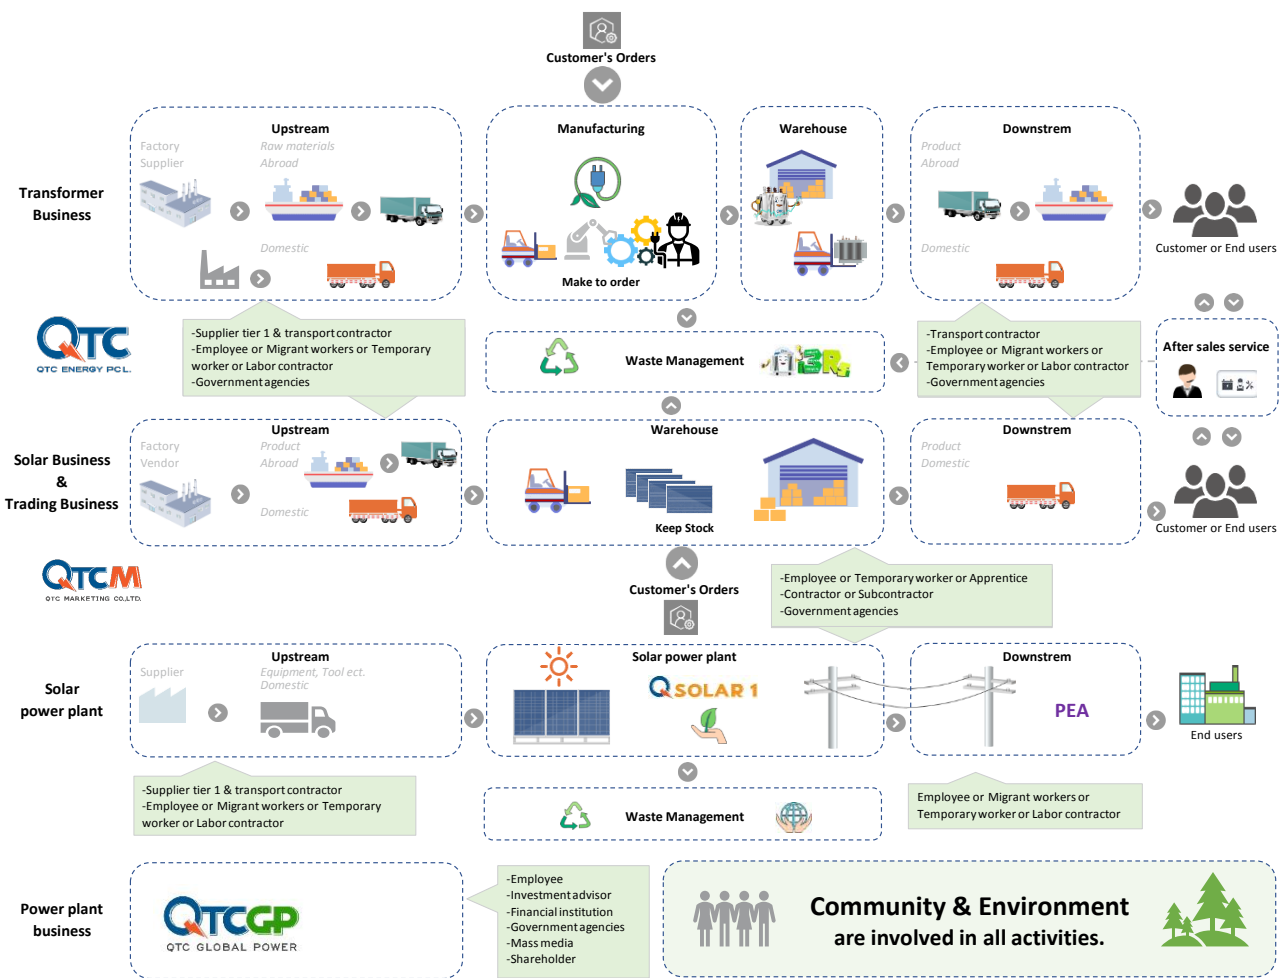 Customer's Orders
Transformer
Business
Upstream
Factory
Supplier
Raw materials
Abroad
Domestic
Manufacturing
Make to order
Warehouse
Downstrem
Product
Abroad
Domestic
Customer or End users
QTC
QTC ENERGY PCL.
-Supplier tier 1 & transport contractor
-Employee or Migrant workers or Temporary
worker or Labor contractor
-Government agencies
Waste Management
3Rs
-Transport contractor
-Employee or Migrant workers or
Temporary worker or Labor contractor
-Government agencies
After sales service
Solar Business
&
Trading Business
Upstream
Factory
Vendor
Product
Abroad
Domestic
Warehouse
Keep Stock
Downstrem
Product
Domestic
Customer or End users
QTCM
QTC MARKETING CO.,LTD.
Customer's Orders
-Employee or Temporary worker or Apprentice
-Contractor or Subcontractor
-Government agencies
Solar
power plant
Upstream
Supplier
Equipment, Tool ect.
Domestic
Solar power plant
Q SOLAR 1
Downstrem
PEA
End users
-Supplier tier 1 & transport contractor
-Employee or Migrant workers or Temporary
worker or Labor contractor
Waste Management
Employee or Migrant workers or
Temporary worker or Labor contractor
Power plant
business
QTCGP
QTC GLOBAL POWER
-Employee
-Investment advisor
-Financial institution
-Government agencies
-Mass media
-Shareholder
Community & Environment
are involved in all activities.